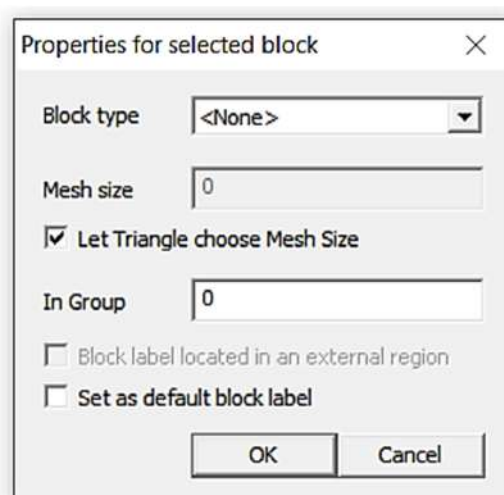 Properties for selected block
Block type <None>
Mesh size 0
Let Triangle choose Mesh Size
In Group 0
Block label located in an external region
Set as default block label
OK Cancel